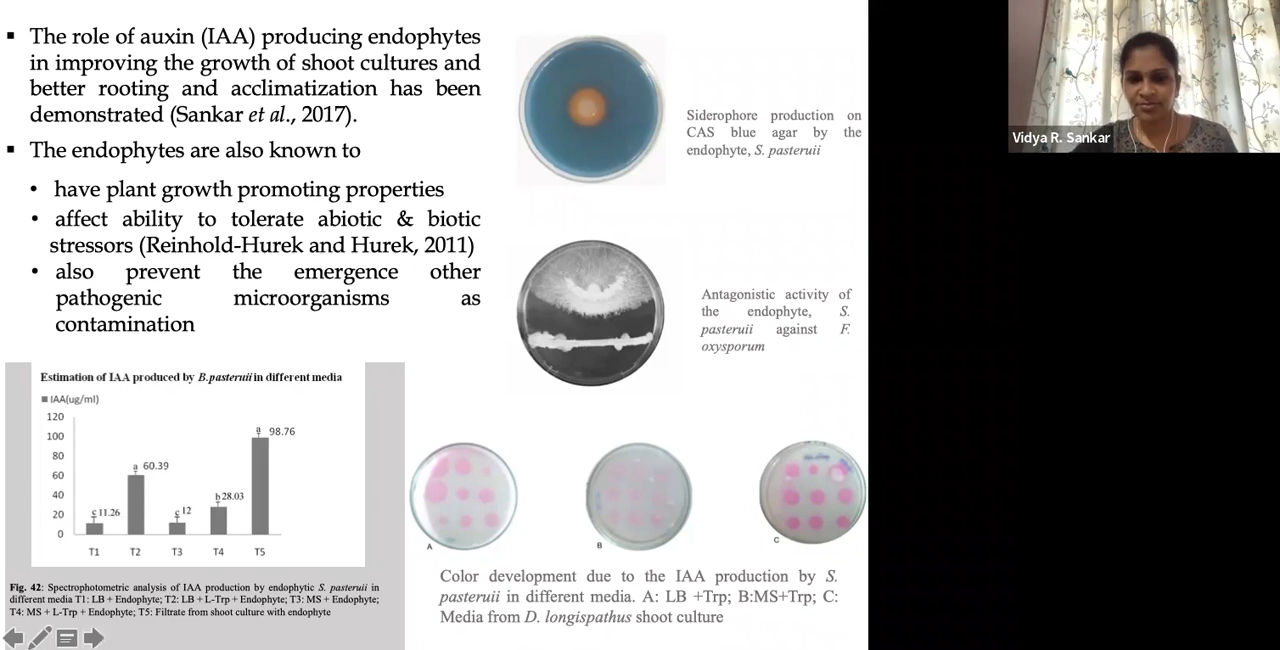 ▪ The role of auxin (IAA) producing endophytes
in improving the growth of shoot cultures and
better rooting and acclimatization has been
demonstrated (Sankar et al., 2017).
▪ The endophytes are also known to
• have plant growth promoting properties
• affect ability to tolerate abiotic & biotic
stressors (Reinhold-Hurek and Hurek, 2011)
• also prevent the emergence other
pathogenic microorganisms as
contamination
Siderophore production on
CAS blue agar by the
endophyte, S. pasteruii
Vidya R. Sankar
Antagonistic activity of
the endophyte, S.
pasteruii against F.
oxysporum
Estimation of IAA produced by B.pasteruii in different media
IAA(ug/ml)
120
100
80
60
40
20
0
c 11.26
a 60.39
c 12
b 28.03
a 98.76
T1 T2 T3 T4 T5
Fig. 42: Spectrophotometric analysis of IAA production by endophytic S. pasteruii in
different media T1: LB + Endophyte; T2: LB + L-Trp + Endophyte; T3: MS + Endophyte;
T4: MS + L-Trp + Endophyte; T5: Filtrate from shoot culture with endophyte
A
B
C
Color development due to the IAA production by S.
pasteruii in different media. A: LB +Trp; B:MS+Trp; C:
Media from D. longispathus shoot culture